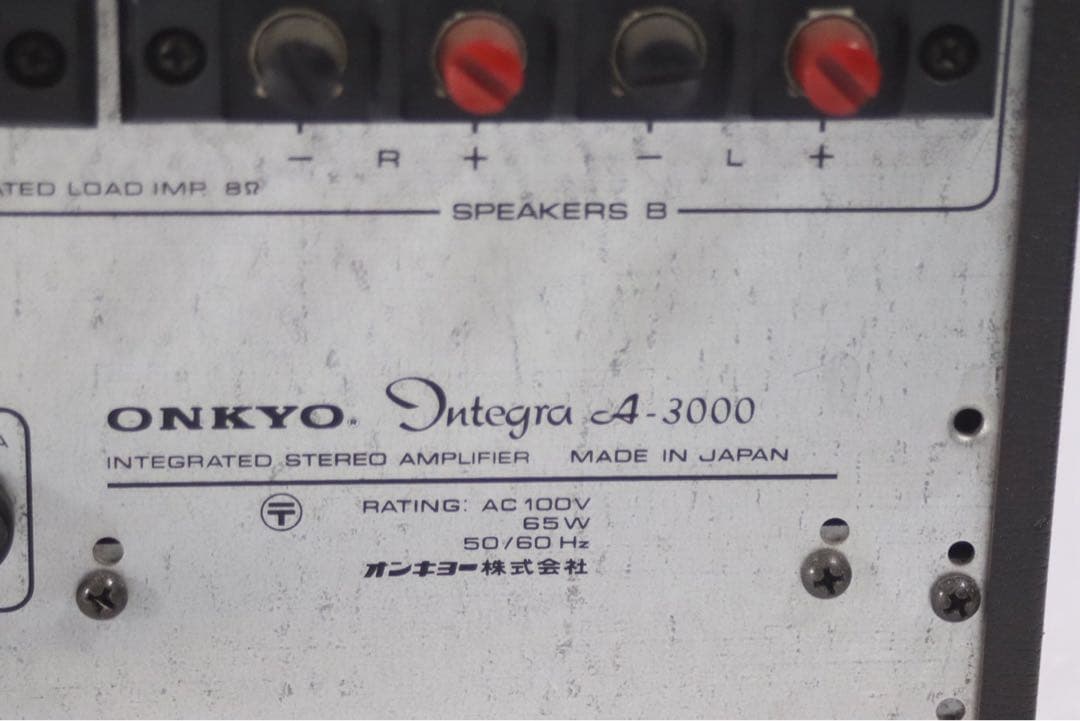 − R + − L +
RATED LOAD IMP. 8Ω
SPEAKERS B
ONKYO® Integra A-3000
INTEGRATED STEREO AMPLIFIER MADE IN JAPAN
〒 RATING: AC 100V
65W
50/60 Hz
オンキヨー株式会社
A